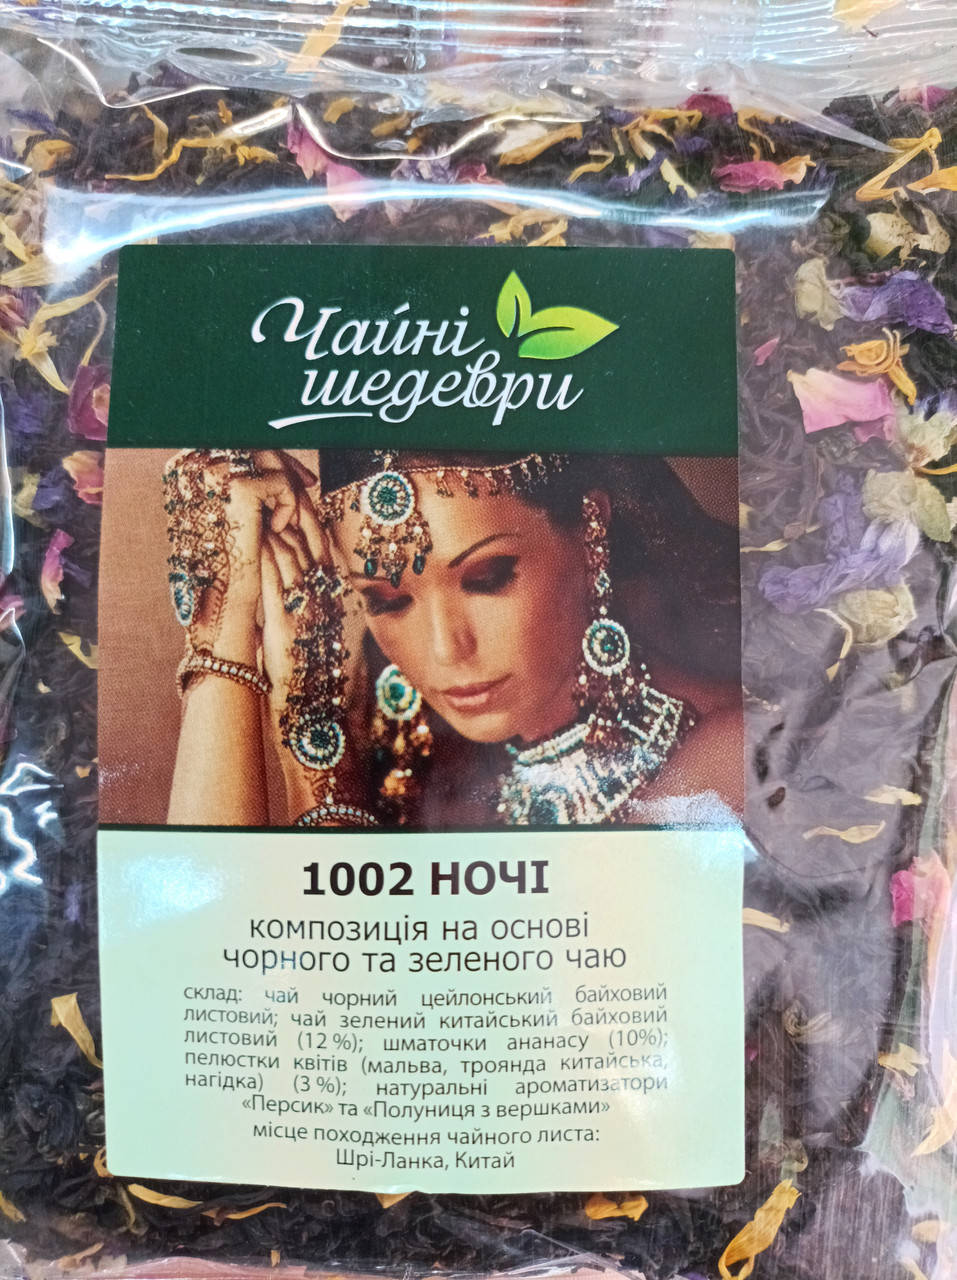 Чайні
шедеври
1002 НОЧІ
композиція на основі
чорного та зеленого чаю
склад: чай чорний цейлонський байховий
листовий; чай зелений китайський байховий
листовий (12 %); шматочки ананасу (10%);
пелюстки квітів (мальва, троянда китайська,
нагідка) (3 %); натуральні ароматизатори
«Персик» та «Полуниця з вершками»
місце походження чайного листа:
Шрі-Ланка, Китай